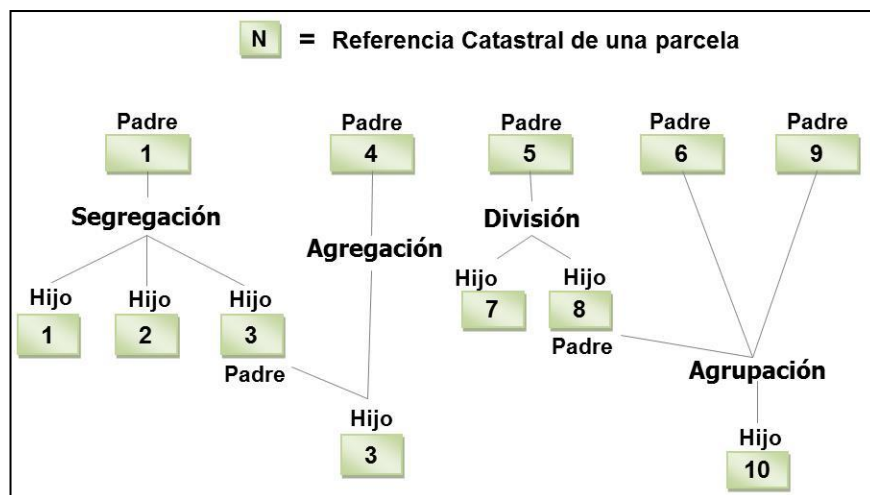 N = Referencia Catastral de una parcela
Padre Padre Padre Padre Padre
1 4 5 6 9
Segregación División
Agregación
Hijo Hijo Hijo Hijo Hijo
1 2 3 7 8
Padre Padre
Agrupación
Hijo Hijo
3 10